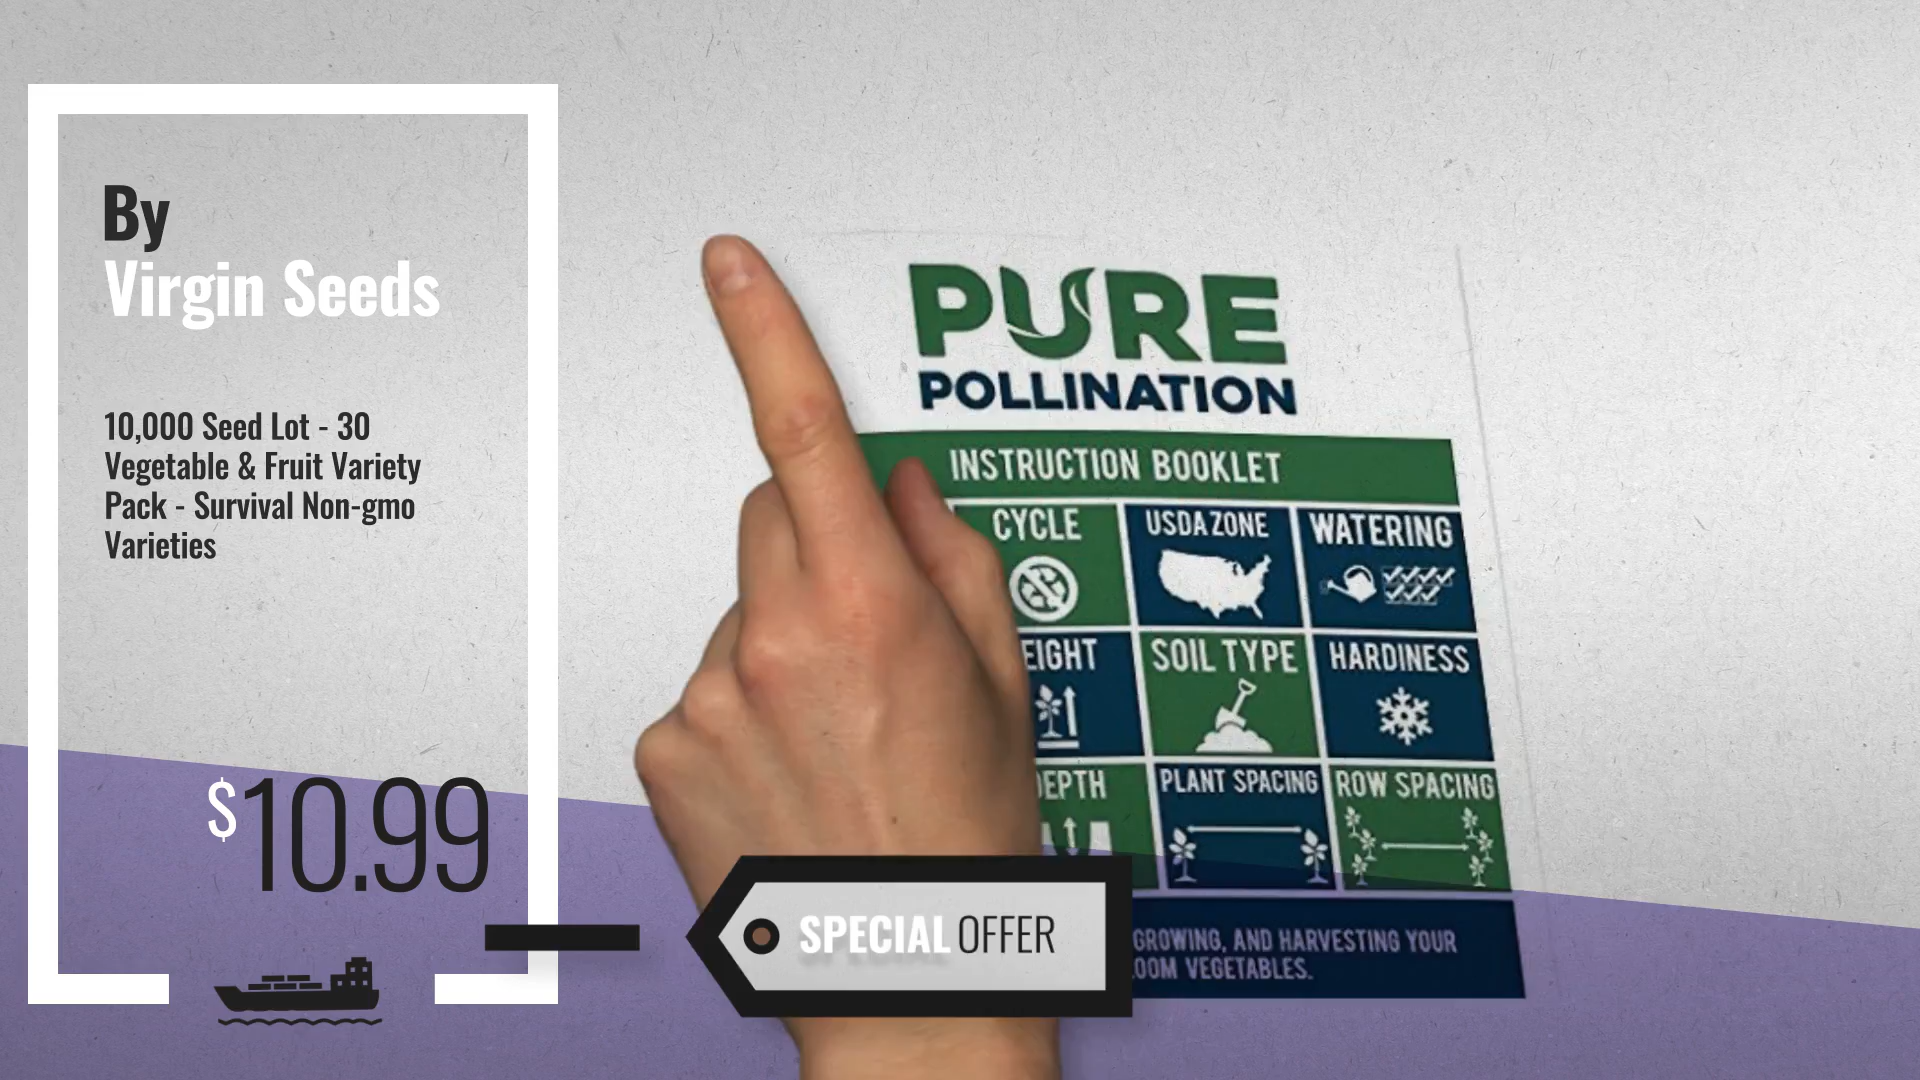 By
Virgin Seeds
10,000 Seed Lot - 30
Vegetable & Fruit Variety
Pack - Survival Non-gmo
Varieties
$10.99
SPECIAL OFFER
PURE
POLLINATION
INSTRUCTION BOOKLET
CYCLE
USDA ZONE
WATERING
SOIL TYPE
HARDINESS
PLANT SPACING
ROW SPACING
GROWING, AND HARVESTING YOUR
VEGETABLES.